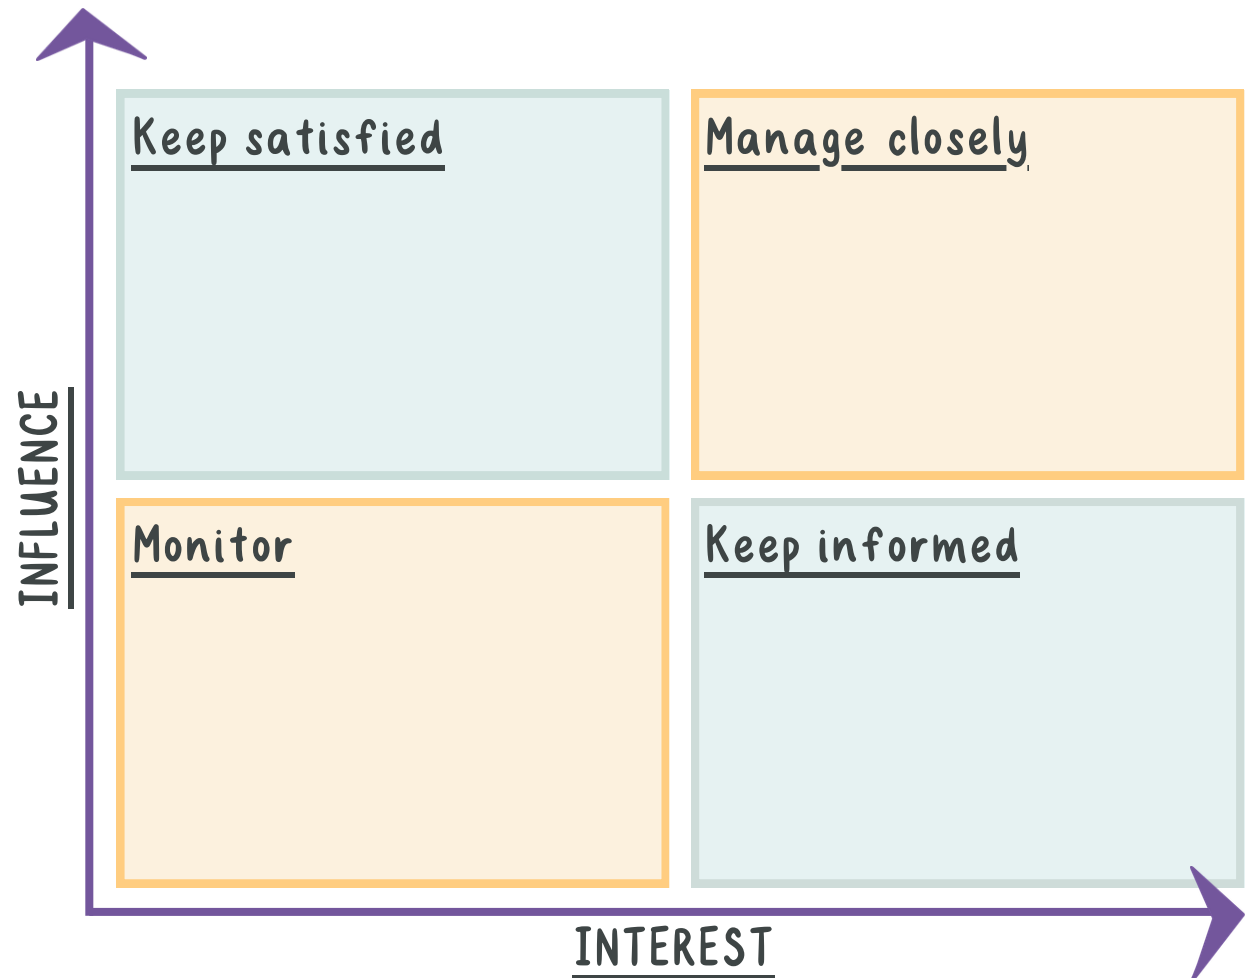 Keep satisfied
Manage closely
INFLUENCE
Monitor
Keep informed
INTEREST